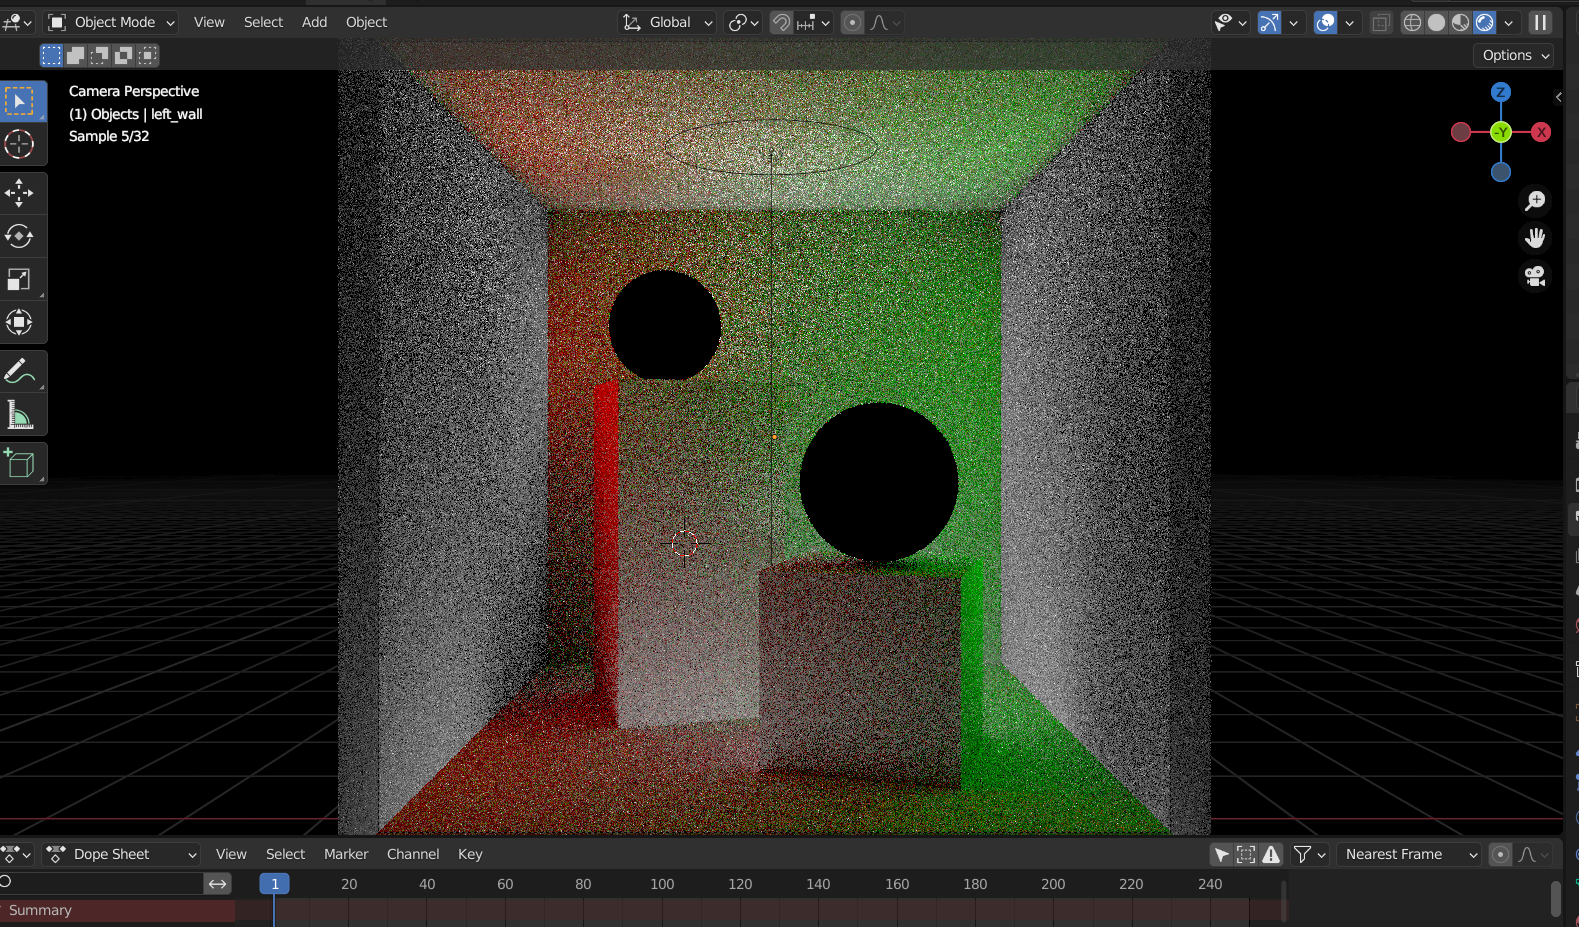 Object Mode View Select Add Object Global
Options
Camera Perspective
(1) Objects | left_wall
Sample 5/32
Z
-Y X
Dope Sheet View Select Marker Channel Key Nearest Frame
1 20 40 60 80 100 120 140 160 180 200 220 240
Summary